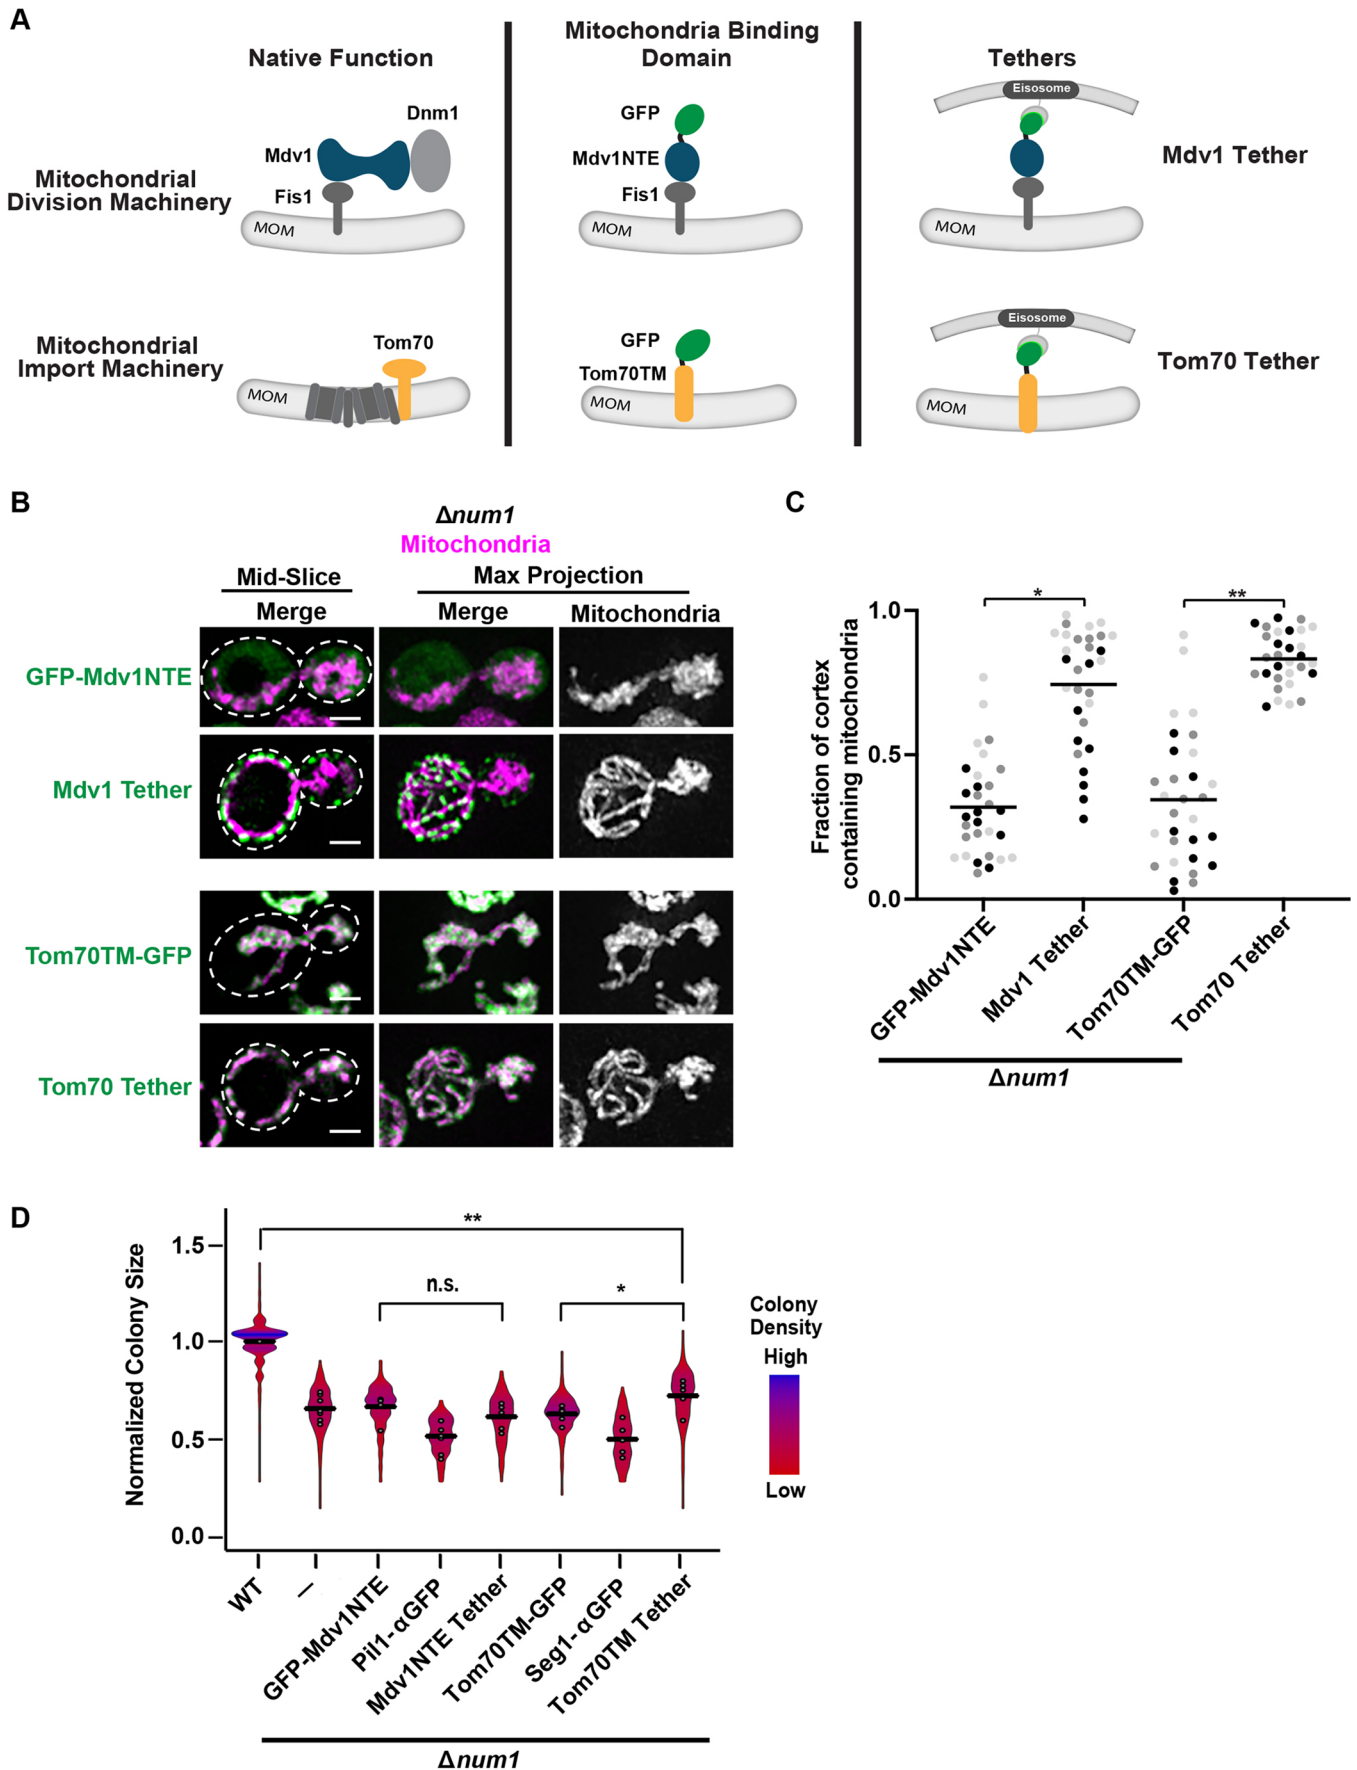 A
Native Function
Mitochondria Binding
Domain
Tethers
Mitochondrial
Division Machinery
Mdv1
Dnm1
Fis1
MOM
GFP
Mdv1NTE
Fis1
MOM
Eisosome
MOM
Mdv1 Tether
Mitochondrial
Import Machinery
Tom70
MOM
GFP
Tom70TM
MOM
Eisosome
MOM
Tom70 Tether
B
Δnum1
Mitochondria
Mid-Slice
Max Projection
Merge
Merge
Mitochondria
GFP-Mdv1NTE
Mdv1 Tether
Tom70TM-GFP
Tom70 Tether
C
Fraction of cortex
containing mitochondria
1.0
0.5
0.0
*
**
GFP-Mdv1NTE
Mdv1 Tether
Tom70TM-GFP
Tom70 Tether
Δnum1
D
Normalized Colony Size
1.5
1.0
0.5
0.0
**
n.s.
*
Colony
Density
High
Low
WT
—
GFP-Mdv1NTE
Pil1-αGFP
Mdv1NTE Tether
Tom70TM-GFP
Seg1-αGFP
Tom70TM Tether
Δnum1